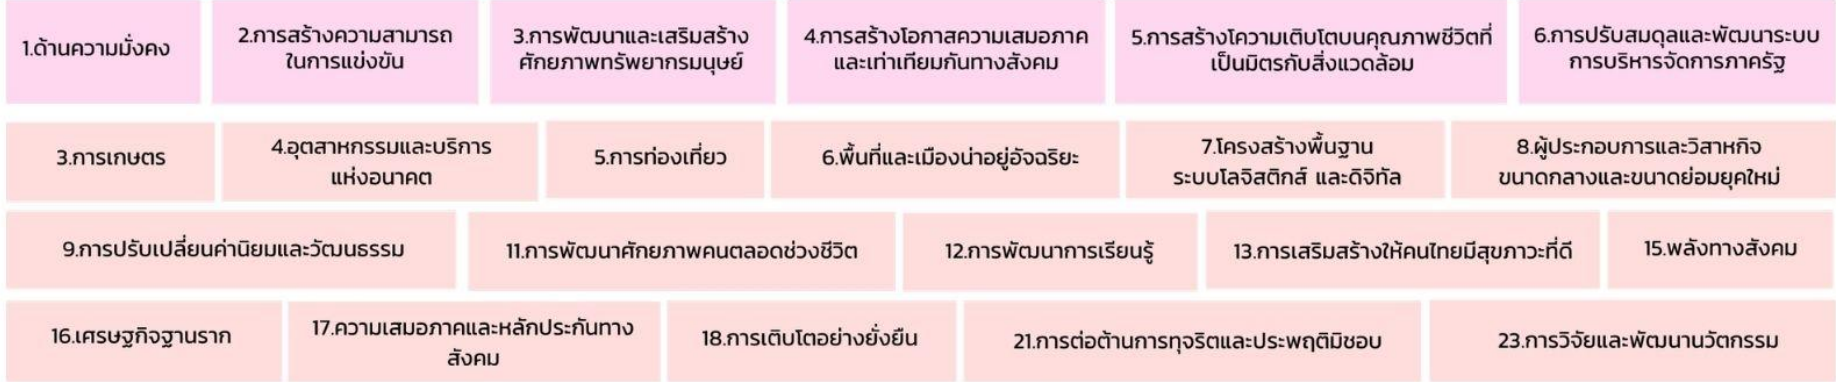 1.ด้านความมั่งคง
2.การสร้างความสามารถ
ในการแข่งขัน
3.การพัฒนาและเสริมสร้าง
ศักยภาพทรัพยากรมนุษย์
4.การสร้างโอกาสความเสมอภาค
และเท่าเทียมกันทางสังคม
5.การสร้างโความเติบโตบนคุณภาพชีวิตที่
เป็นมิตรกับสิ่งแวดล้อม
6.การปรับสมดุลและพัฒนาระบบ
การบริหารจัดการภาครัฐ
3.การเกษตร
4.อุตสาหกรรมและบริการ
แห่งอนาคต
5.การท่องเที่ยว
6.พื้นที่และเมืองน่าอยู่อัจฉริยะ
7.โครงสร้างพื้นฐาน
ระบบโลจิสติกส์ และดิจิทัล
8.ผู้ประกอบการและวิสาหกิจ
ขนาดกลางและขนาดย่อมยุคใหม่
9.การปรับเปลี่ยนค่านิยมและวัฒนธรรม
11.การพัฒนาศักยภาพคนตลอดช่วงชีวิต
12.การพัฒนาการเรียนรู้
13.การเสริมสร้างให้คนไทยมีสุขภาวะที่ดี
15.พลังทางสังคม
16.เศรษฐกิจฐานราก
17.ความเสมอภาคและหลักประกันทาง
สังคม
18.การเติบโตอย่างยั่งยืน
21.การต่อต้านการทุจริตและประพฤติมิชอบ
23.การวิจัยและพัฒนานวัตกรรม